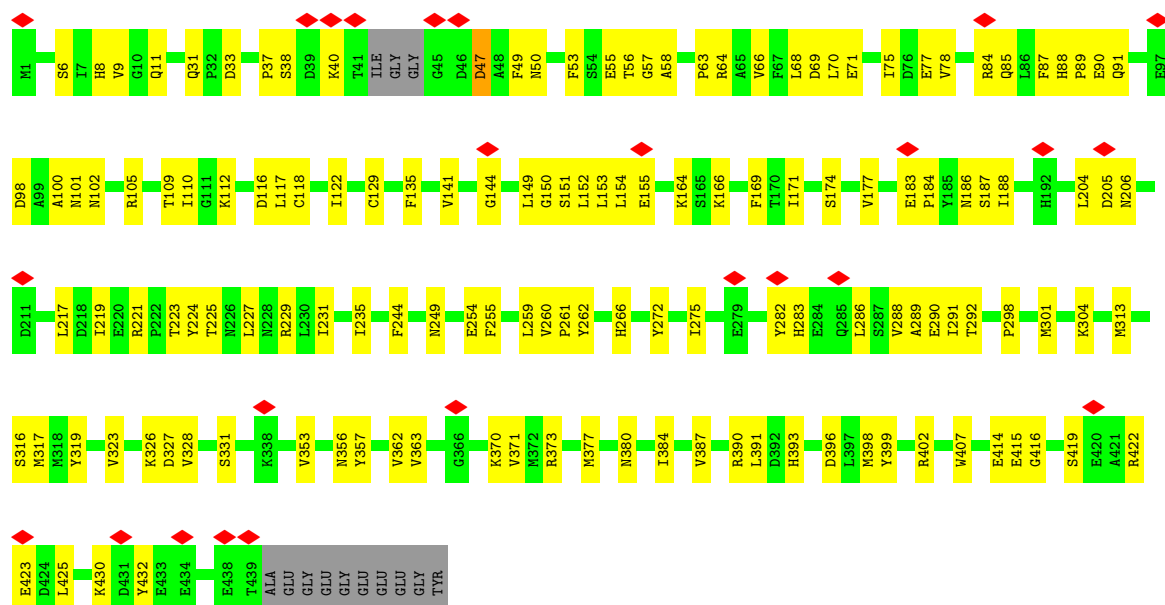 M1 S6 I7 H8 V9 G10 Q11 Q31 P32 D33 P37 S38 D39 K40 T41 ILE GLY GLY G45 D46 D47 A48 F49 N50 F53 S54 E55 T56 G57 A58 P63 R64 A65 V66 F67 L68 D69 L70 E71 I75 D76 E77 V78 R84 Q85 L86 F87 H88 P89 E90 Q91 E97
D98 A99 A100 N101 N102 R105 T109 I110 G111 K112 D116 L117 C118 I122 C129 F135 V141 G144 L149 G150 S151 L152 L153 L154 E155 K164 S165 K166 F169 T170 I171 S174 V177 E183 P184 Y185 N186 S187 I188 H192 L204 D205 N206
D211 L217 D218 I219 E220 R221 P222 T223 Y224 T225 N226 L227 N228 R229 L230 I231 I235 F244 N249 E254 F255 L259 V260 P261 Y262 H266 Y272 I275 E279 Y282 H283 E284 Q285 L286 S287 V288 A289 E290 I291 T292 P298 M301 K304 M313
S316 M317 M318 Y319 V323 K326 D327 V328 S331 K338 V353 N356 Y357 V362 V363 G366 K370 V371 M372 R373 M377 N380 I384 V387 R390 L391 D392 H393 D396 L397 M398 Y399 R402 W407 E414 E415 G416 S419 E420 A421 R422
E423 D424 L425 K430 D431 Y432 E433 E434 E438 T439 ALA GLU GLY GLU GLY GLU GLU GLU GLY TYR